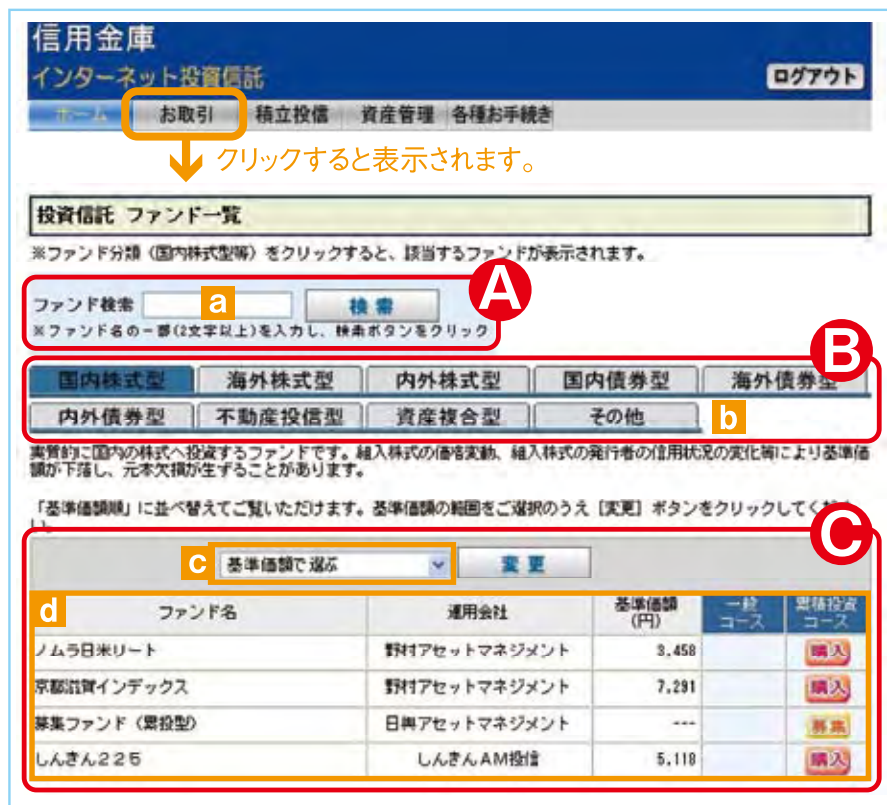 信用金庫
インターネット投資信託
ログアウト
ホーム お取引 積立投信 資産管理 各種お手続き
クリックすると表示されます。
投資信託 ファンド一覧
※ファンド分類(国内株式型等)をクリックすると、該当するファンドが表示されます。
A
ファンド検索 a 検索
※ファンド名の一部(2文字以上)を入力し、検索ボタンをクリック
B
国内株式型 海外株式型 内外株式型 国内債券型 海外債券型
内外債券型 不動産投信型 資産複合型 その他 b
実質的に国内の株式へ投資するファンドです。組入株式の価格変動、組入株式の発行者の信用状況の変化等により基準価
額が下落し、元本欠損が生ずることがあります。
「基準価額順」に並べ替えてご覧いただけます。基準価額の範囲をご選択のうえ[変更]ボタンをクリックしてくださ
い。
C
c 基準価額で選ぶ 変更
d ファンド名 運用会社 基準価額(円) 一般コース 累積投資コース
ノムラ日米リート 野村アセットマネジメント 3,458 購入
京都滋賀インデックス 野村アセットマネジメント 7,291 購入
募集ファンド(累投型) 日興アセットマネジメント --- 募集
しんきん225 しんきんAM投信 5,118 購入